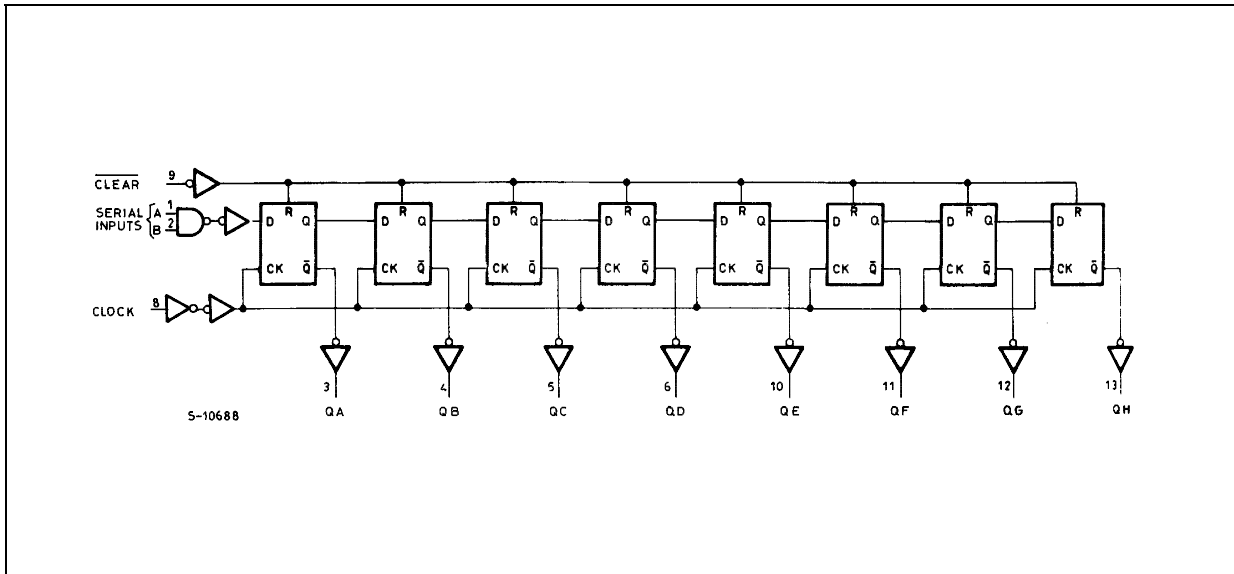 CLEAR 9
R R R R R R R R
SERIAL INPUTS { A 1
B 2
D Q D Q D Q D Q D Q D Q D Q D
CK Q̅ CK Q̅ CK Q̅ CK Q̅ CK Q̅ CK Q̅ CK Q̅ CK Q̅
CLOCK 8
3 4 5 6 10 11 12 13
S-10688 QA QB QC QD QE QF QG QH